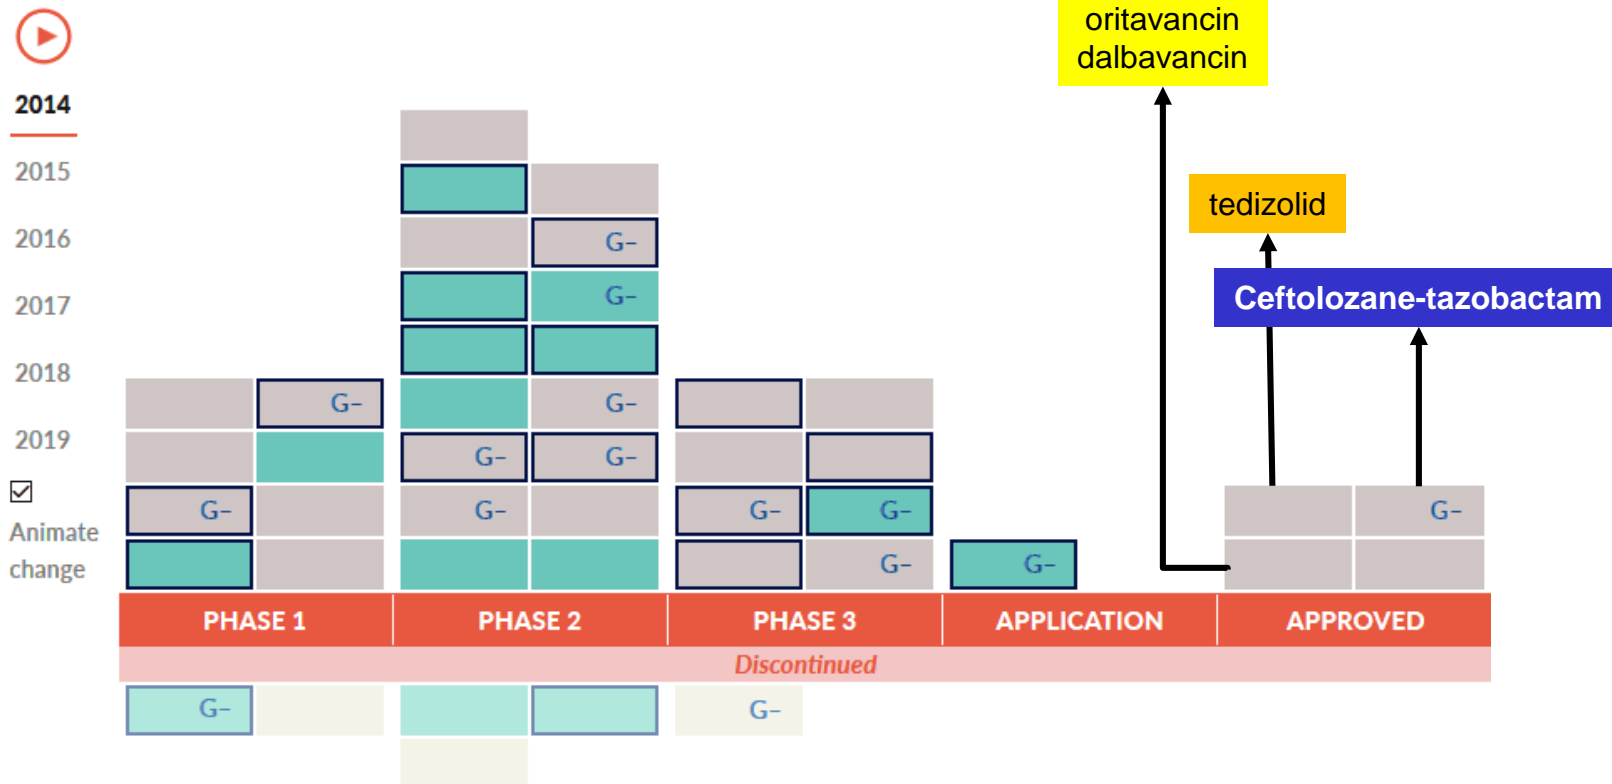 oritavancin
dalbavancin
2014
2015
tedizolid
2016
G–
Ceftolozane-tazobactam
2017
G–
2018
G–
G–
2019
G–
G–
Animate
change
G–
G–
G–
G–
G–
G–
G–
PHASE 1
PHASE 2
PHASE 3
APPLICATION
APPROVED
Discontinued
G–
G–